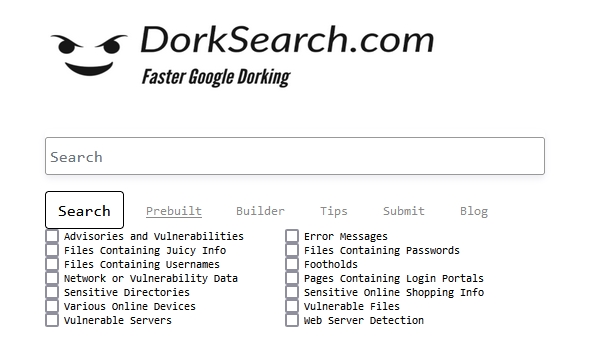 DorkSearch.com
Faster Google Dorking
Search
Search Prebuilt Builder Tips Submit Blog
Advisories and Vulnerabilities Error Messages
Files Containing Juicy Info Files Containing Passwords
Files Containing Usernames Footholds
Network or Vulnerability Data Pages Containing Login Portals
Sensitive Directories Sensitive Online Shopping Info
Various Online Devices Vulnerable Files
Vulnerable Servers Web Server Detection